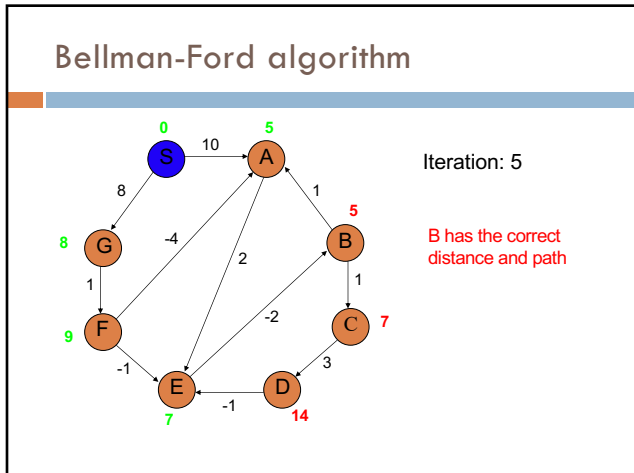 Bellman-Ford algorithm
0
5
10
S
A
Iteration: 5
8
1
5
-4
B has the correct
distance and path
8
G
B
2
1
1
-2
C
7
9
F
3
-1
E
D
-1
7
14